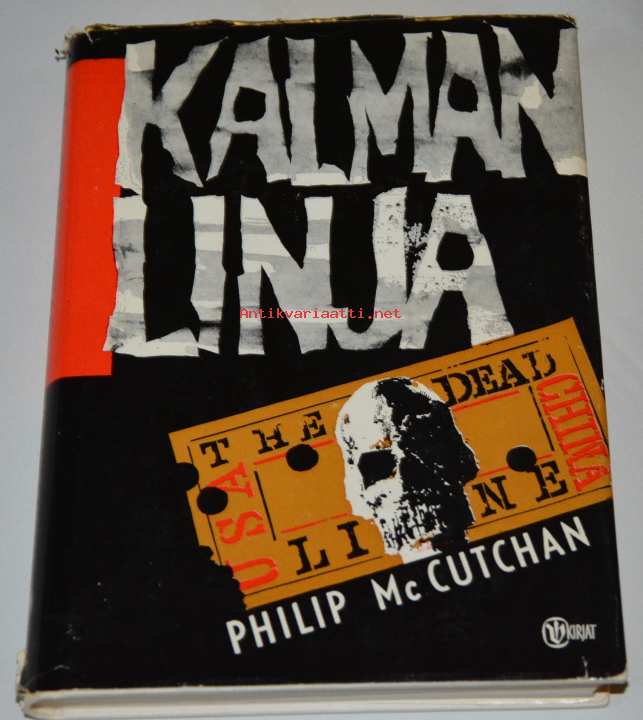 KALMAN
LINJA
Antikvariaatti.net
THE DEAD
LINE
USA
CHINA
PHILIP McCUTCHAN
KIRJAT